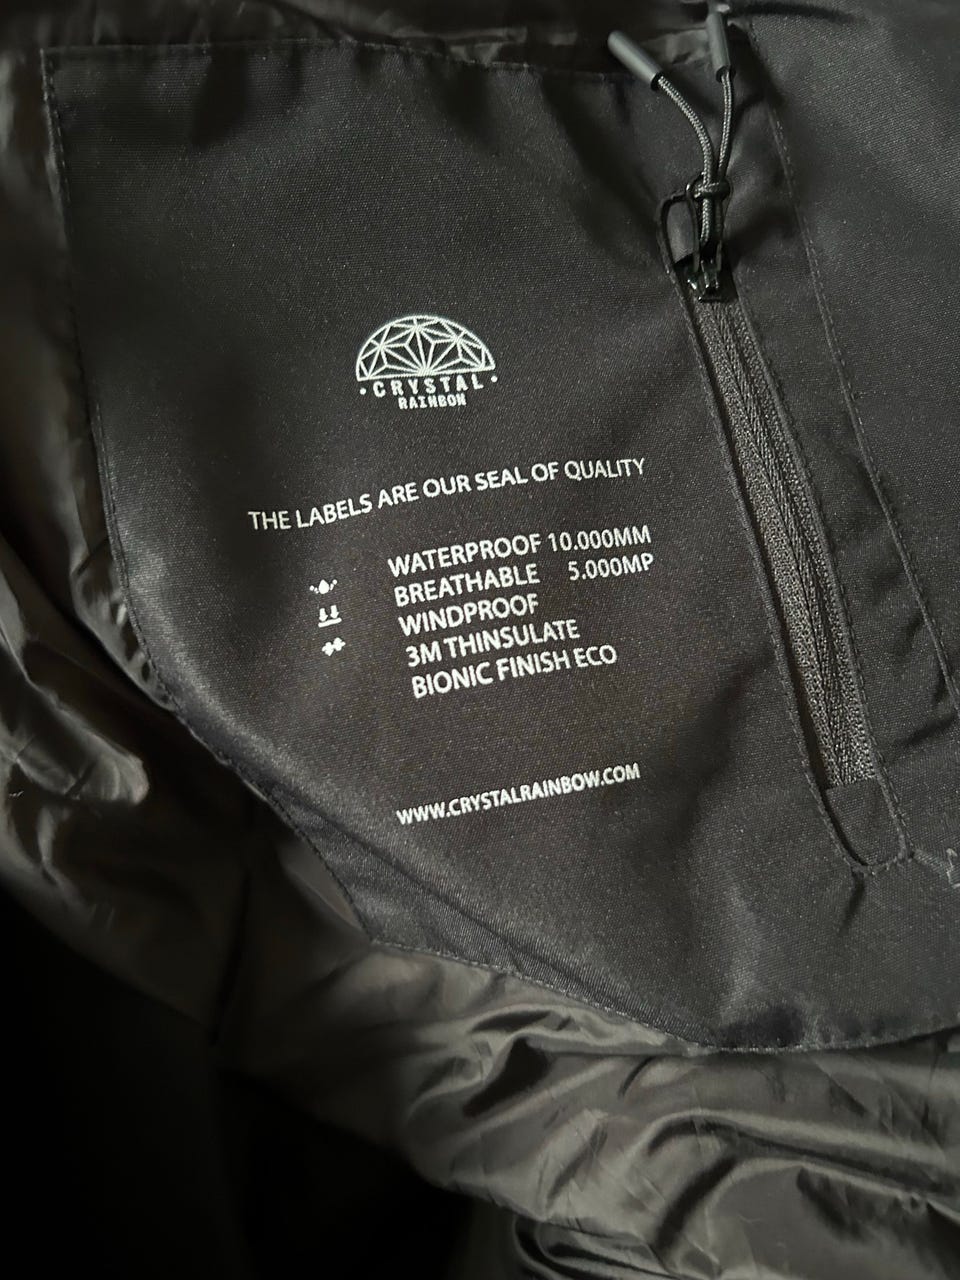 CRYSTAL
RAINBOW
THE LABELS ARE OUR SEAL OF QUALITY
WATERPROOF 10.000MM
BREATHABLE 5.000MP
WINDPROOF
3M THINSULATE
BIONIC FINISH ECO
WWW.CRYSTALRAINBOW.COM